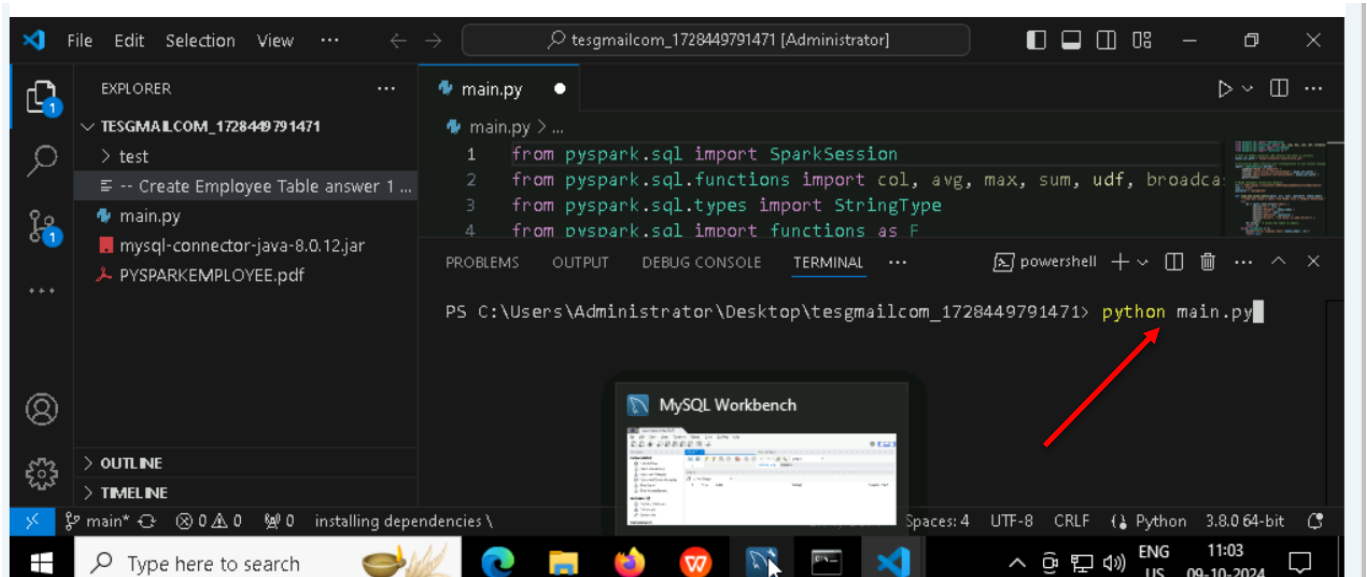 File Edit Selection View ··· tesgmailcom_1728449791471 [Administrator]
EXPLORER ···
TESGMAILCOM_1728449791471
test
-- Create Employee Table answer 1 ...
main.py
mysql-connector-java-8.0.12.jar
PYSPARKEMPLOYEE.pdf
OUTLINE
TIMELINE
main.py
main.py > ...
1 from pyspark.sql import SparkSession
2 from pyspark.sql.functions import col, avg, max, sum, udf, broadca
3 from pyspark.sql.types import StringType
4 from pyspark.sql import functions as F
PROBLEMS OUTPUT DEBUG CONSOLE TERMINAL ··· powershell
PS C:\Users\Administrator\Desktop\tesgmailcom_1728449791471> python main.py
MySQL Workbench
main* 0 0 0 installing dependencies \ Spaces: 4 UTF-8 CRLF Python 3.8.0 64-bit
1
1
Type here to search
ENG
US
11:03
09-10-2024